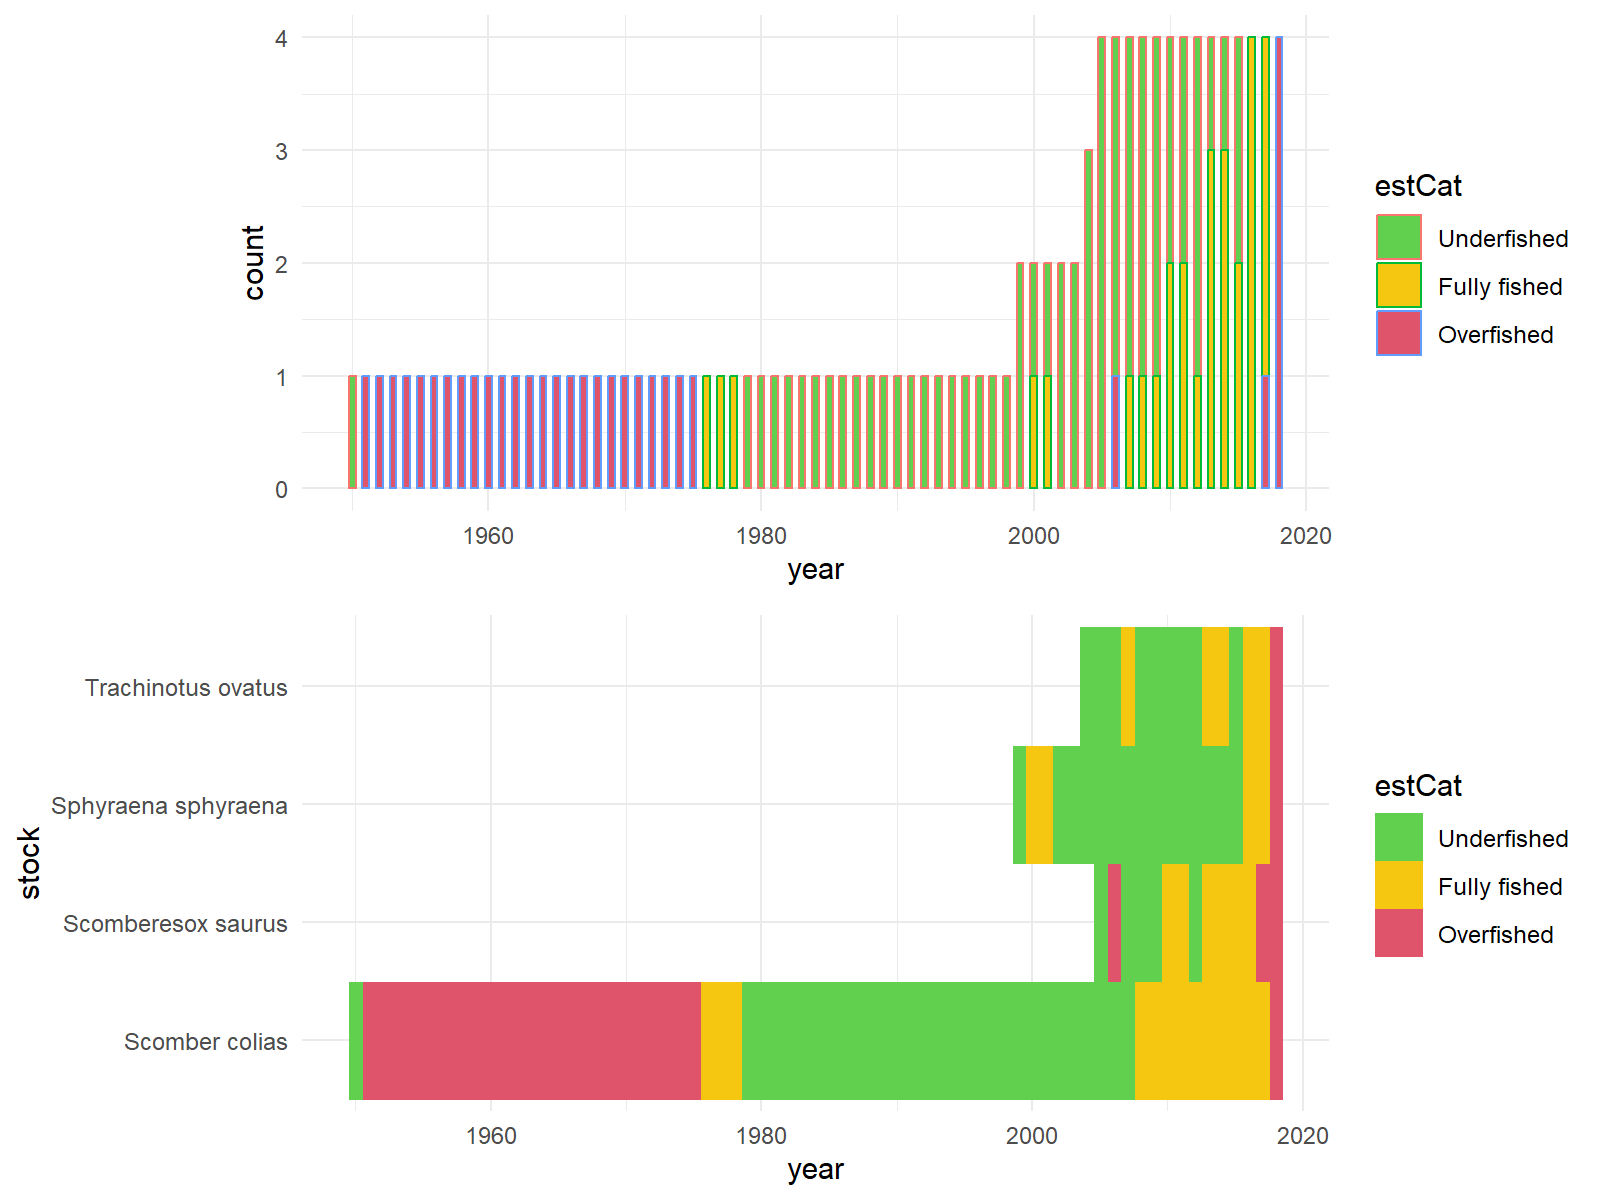 4
3
2
1
0
count
1960 1980 2000 2020
year
estCat
Underfished
Fully fished
Overfished
Trachinotus ovatus
Sphyraena sphyraena
Scomberesox saurus
Scomber colias
stock
1960 1980 2000 2020
year
estCat
Underfished
Fully fished
Overfished